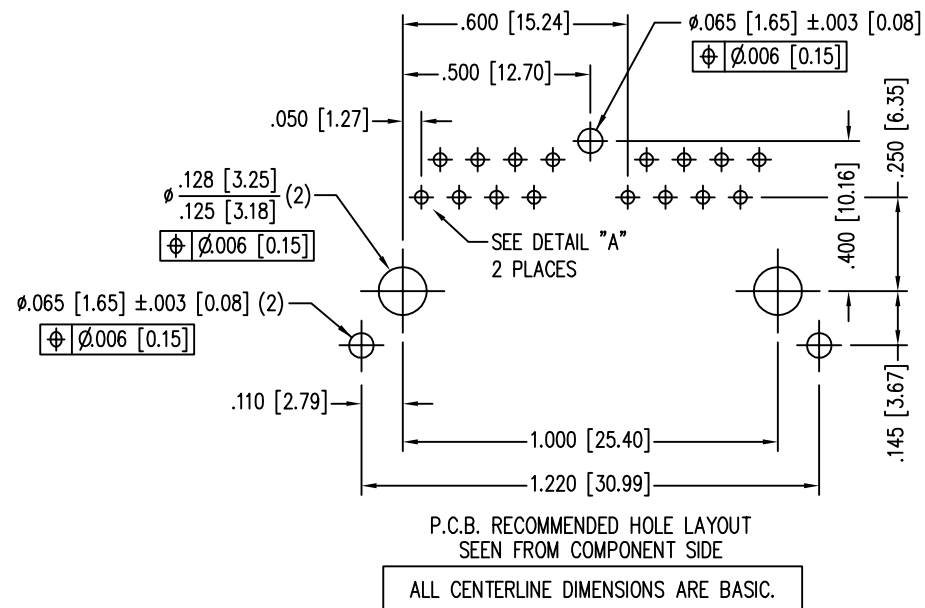 .600 [15.24]
ø.065 [1.65] ±.003 [0.08]
⌖ Ø.006 [0.15]
.500 [12.70]
.050 [1.27]
.250 [6.35]
.400 [10.16]
ø .128 [3.25] (2)
.125 [3.18]
⌖ Ø.006 [0.15]
SEE DETAIL "A"
2 PLACES
ø.065 [1.65] ±.003 [0.08] (2)
⌖ Ø.006 [0.15]
.110 [2.79]
.145 [3.67]
1.000 [25.40]
1.220 [30.99]
P.C.B. RECOMMENDED HOLE LAYOUT
SEEN FROM COMPONENT SIDE
ALL CENTERLINE DIMENSIONS ARE BASIC.